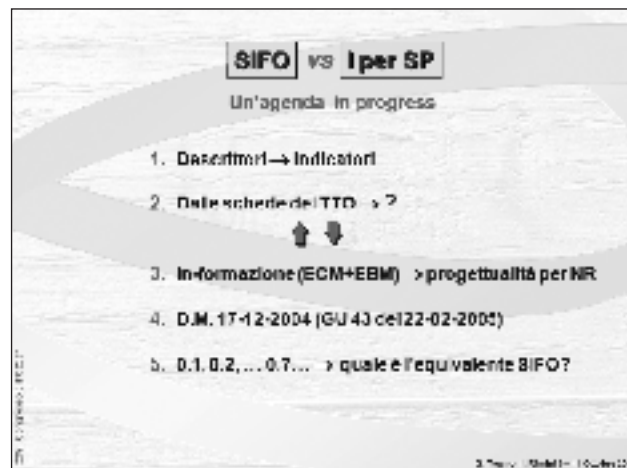 SIFO vs I per SP
Un'agenda in progress
1. Descrittori → indicatori
2. Dalle schede del TTD → ?
3. In-formazione (ECM+EBM) → progettualità per NR
4. D.M. 17-12-2004 (GU 43 del 22-02-2005)
5. 0.1, 0.2, ... 0.7... → quale è l'equivalente SIFO?